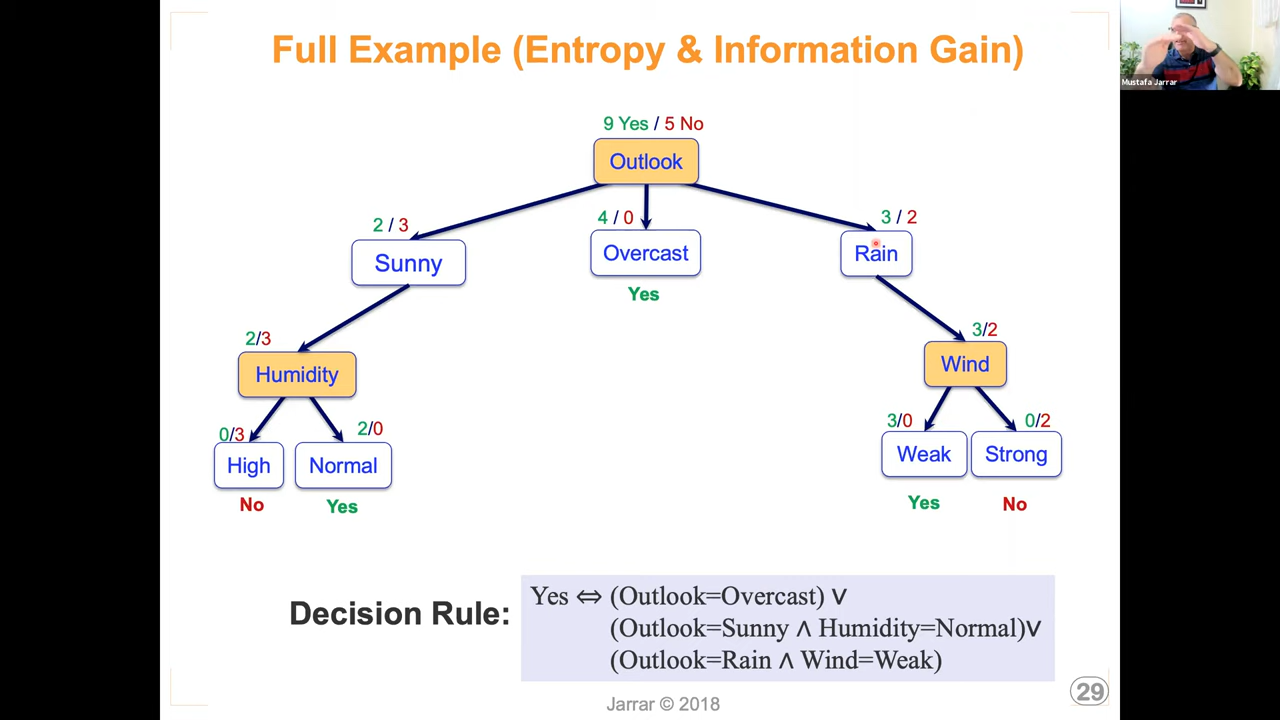 Full Example (Entropy & Information Gain)
Mustafa Jarrar
9 Yes / 5 No
Outlook
2 / 3
4 / 0
3 / 2
Sunny
Overcast
Rain
Yes
2/3
3/2
Humidity
Wind
0/3
2/0
3/0
0/2
High
Normal
Weak
Strong
No
Yes
Yes
No
Decision Rule:
Yes ⇔ (Outlook=Overcast) ∨
(Outlook=Sunny ∧ Humidity=Normal)∨
(Outlook=Rain ∧ Wind=Weak)
Jarrar © 2018
29